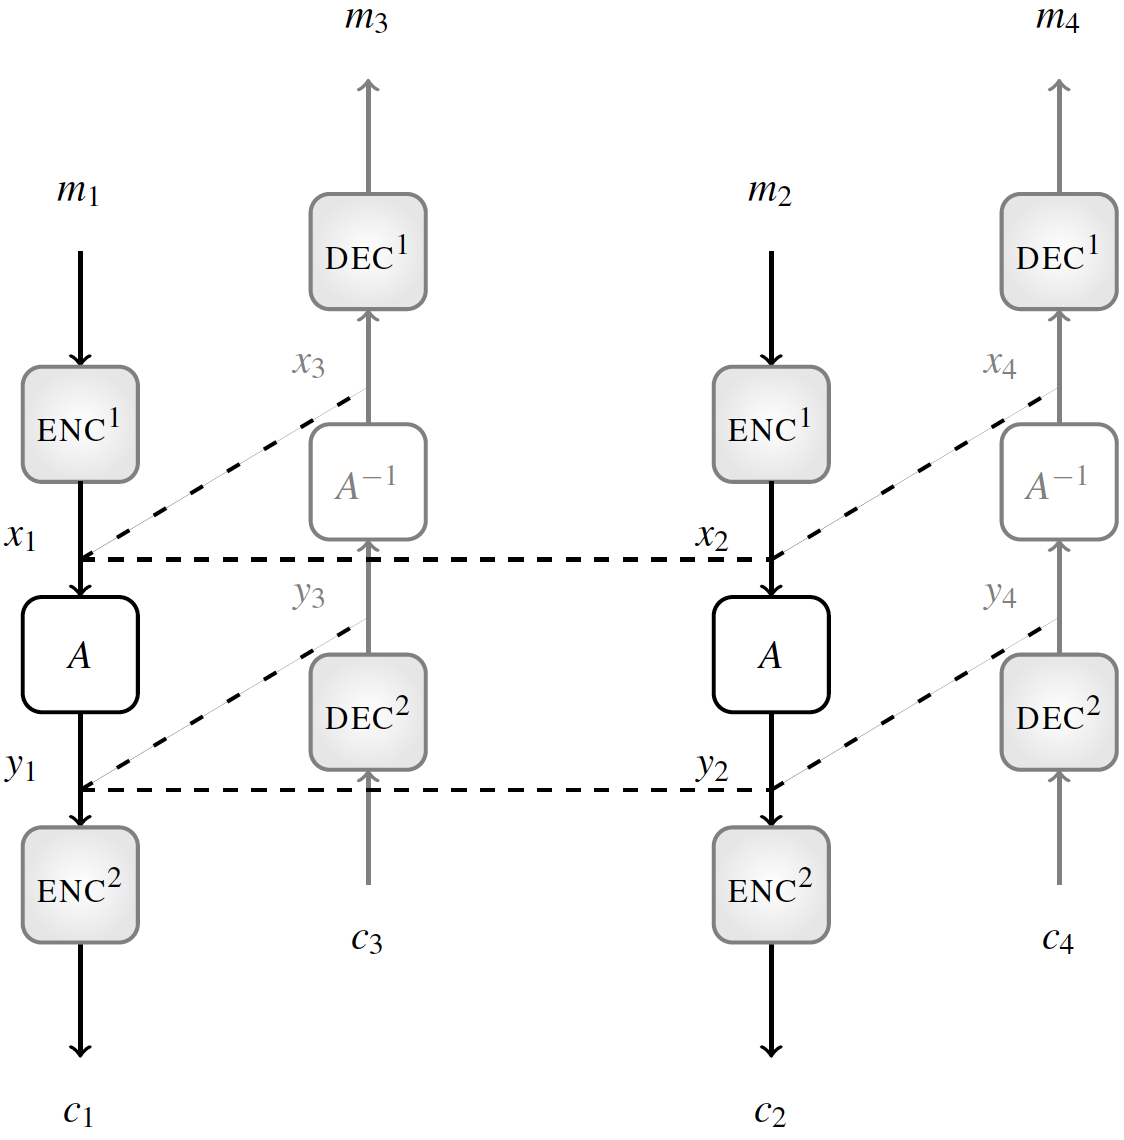 m₃ m₄
m₁ m₂
DEC¹ DEC¹
x₃ x₄
ENC¹ ENC¹
A⁻¹ A⁻¹
x₁ x₂
y₃ y₄
A A
DEC² DEC²
y₁ y₂
ENC² ENC²
c₃ c₄
c₁ c₂